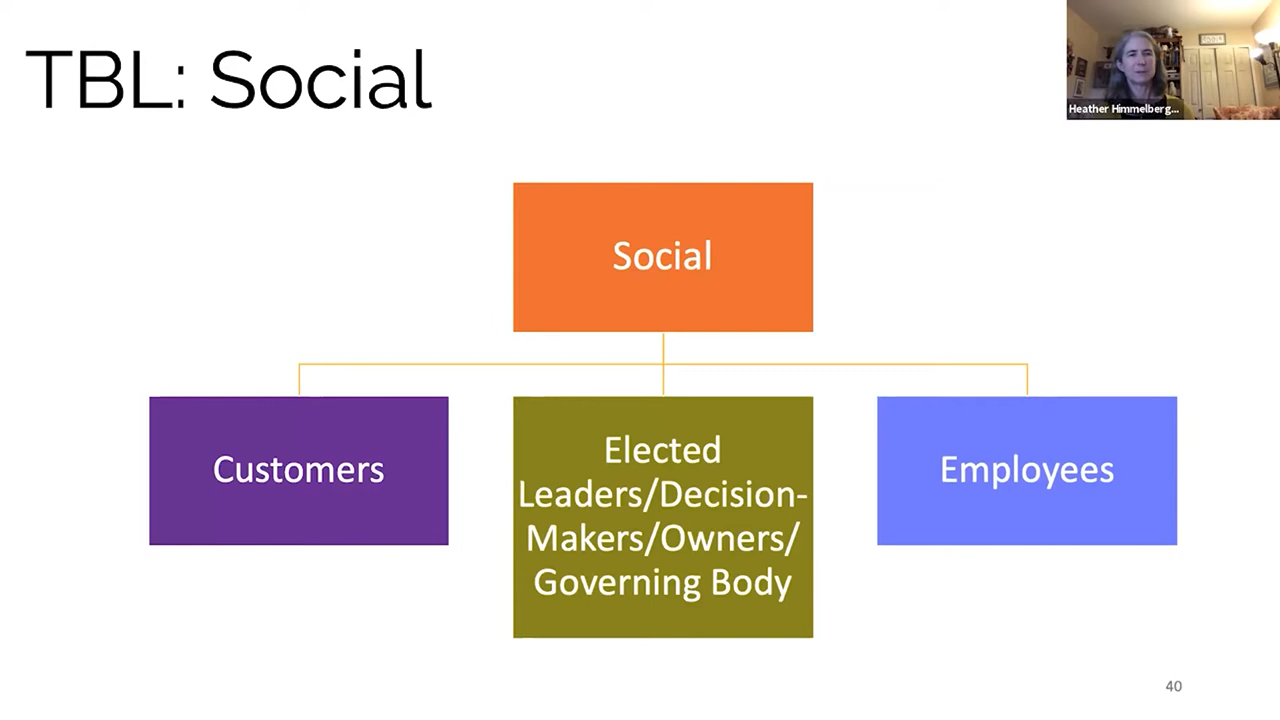 TBL: Social
Heather Himmelberg...
Social
Customers
Elected
Leaders/Decision-
Makers/Owners/
Governing Body
Employees
40